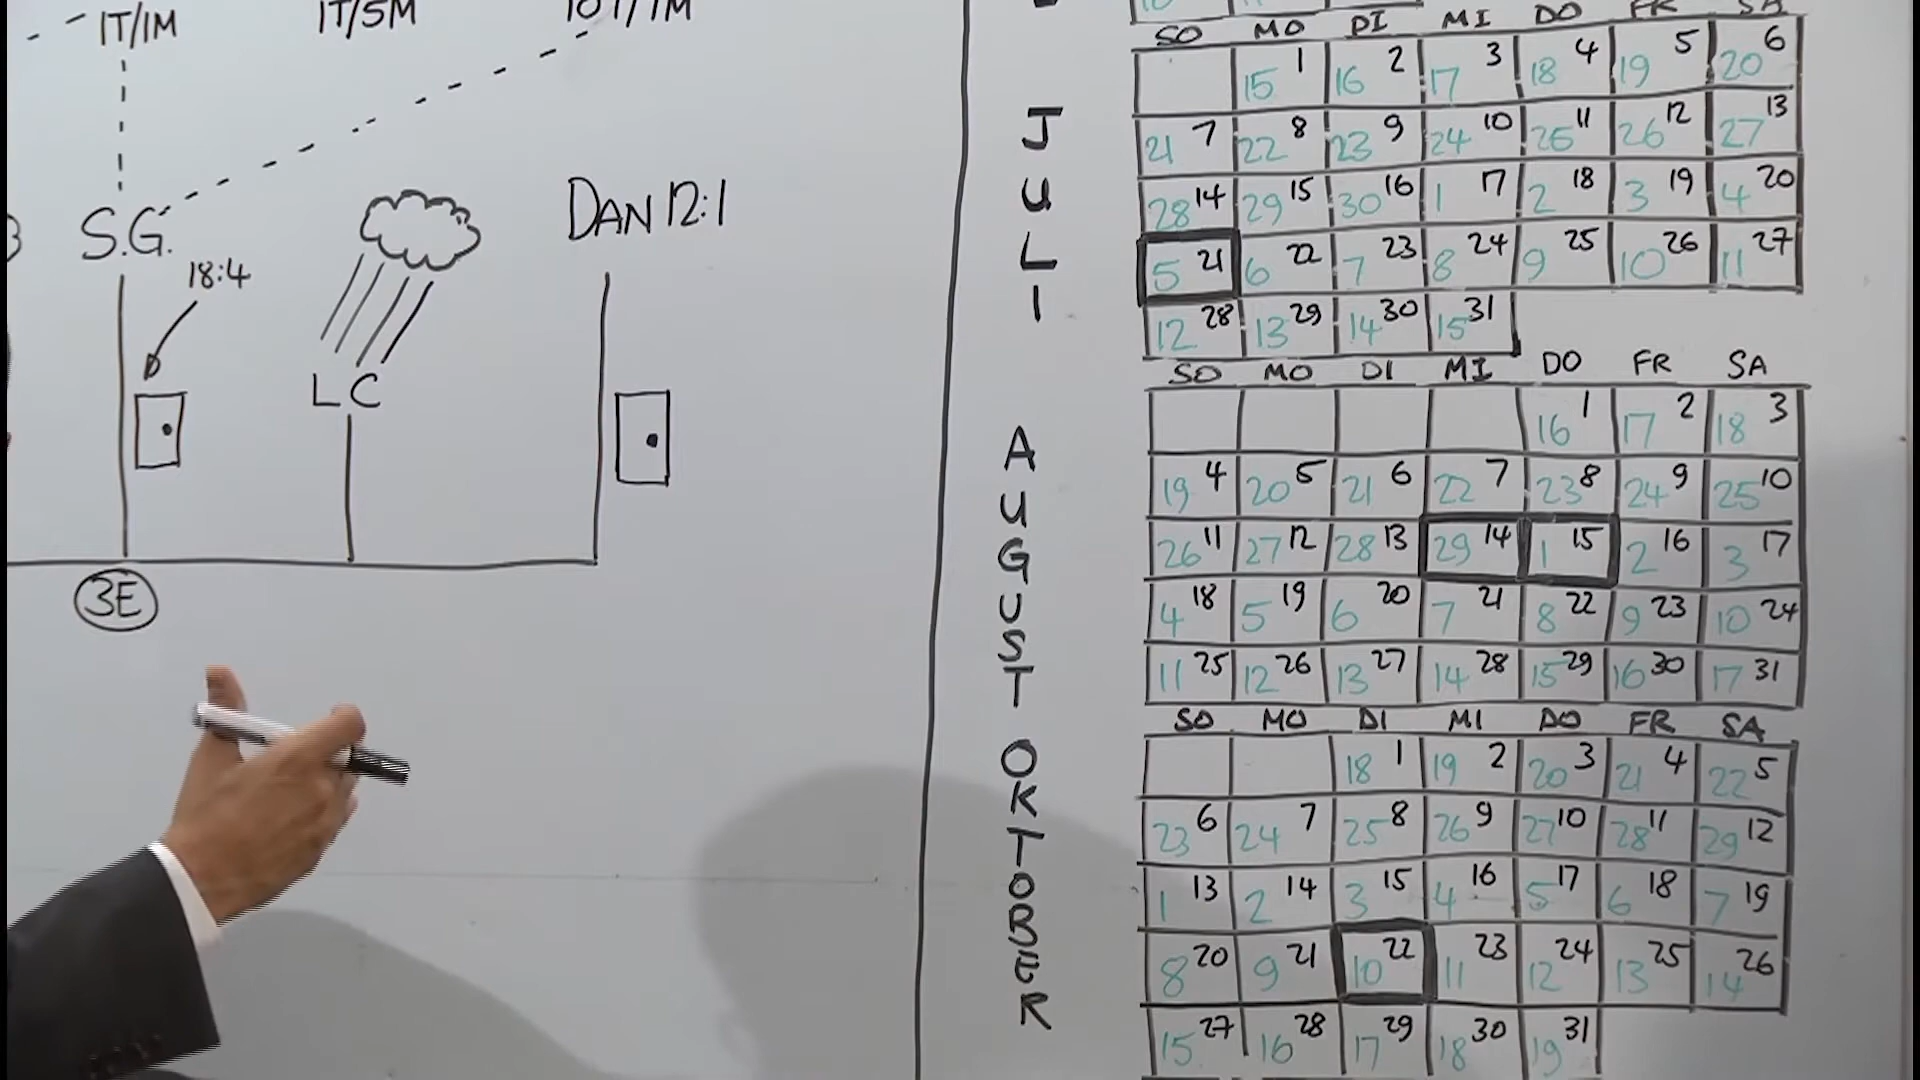 1T/1M 1T/5M 10T/1M
S.G.
DAN 12:1
18:4
LC
3E
JULI
SO MO DI MI DO FR SA
15 1 16 2 17 3 18 4 19 5 20 6
21 7 22 8 23 9 24 10 25 11 26 12 27 13
28 14 29 15 30 16 1 17 2 18 3 19 4 20
5 21 6 22 7 23 8 24 9 25 10 26 11 27
12 28 13 29 14 30 15 31
AUGUST
SO MO DI MI DO FR SA
16 1 17 2 18 3
19 4 20 5 21 6 22 7 23 8 24 9 25 10
26 11 27 12 28 13 29 14 1 15 2 16 3 17
4 18 5 19 6 20 7 21 8 22 9 23 10 24
11 25 12 26 13 27 14 28 15 29 16 30 17 31
OKTOBER
SO MO DI MI DO FR SA
18 1 19 2 20 3 21 4 22 5
23 6 24 7 25 8 26 9 27 10 28 11 29 12
1 13 2 14 3 15 4 16 5 17 6 18 7 19
8 20 9 21 10 22 11 23 12 24 13 25 14 26
15 27 16 28 17 29 18 30 19 31